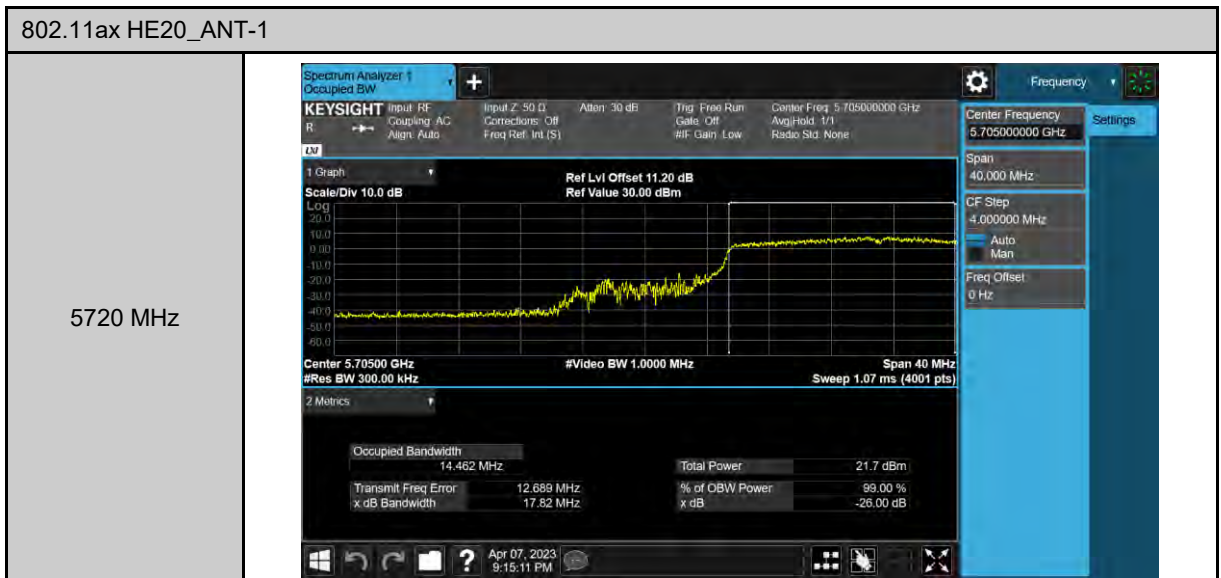 802.11ax HE20_ANT-1
5720 MHz
Spectrum Analyzer 1
Occupied BW
Frequency
KEYSIGHT Input: RF
R
Coupling: AC
Align: Auto
Input Z: 50 Ω
Corrections: Off
Freq Ref: Int (S)
Atten: 30 dB
Trig: Free Run
Gate: Off
#IF Gain: Low
Center Freq: 5.705000000 GHz
Avg|Hold: 1/1
Radio Std: None
LXI
Center Frequency
5.705000000 GHz
Settings
Span
40.000 MHz
CF Step
4.000000 MHz
Auto
Man
Freq Offset
0 Hz
1 Graph
Scale/Div 10.0 dB
Ref Lvl Offset 11.20 dB
Ref Value 30.00 dBm
Log
20.0
10.0
0.00
-10.0
-20.0
-30.0
-40.0
-50.0
-60.0
Center 5.70500 GHz
#Res BW 300.00 kHz
#Video BW 1.0000 MHz
Span 40 MHz
Sweep 1.07 ms (4001 pts)
2 Metrics
Occupied Bandwidth
14.462 MHz
Total Power 21.7 dBm
Transmit Freq Error 12.689 MHz
% of OBW Power 99.00 %
x dB Bandwidth 17.82 MHz
x dB -26.00 dB
?
Apr 07, 2023
9:15:11 PM